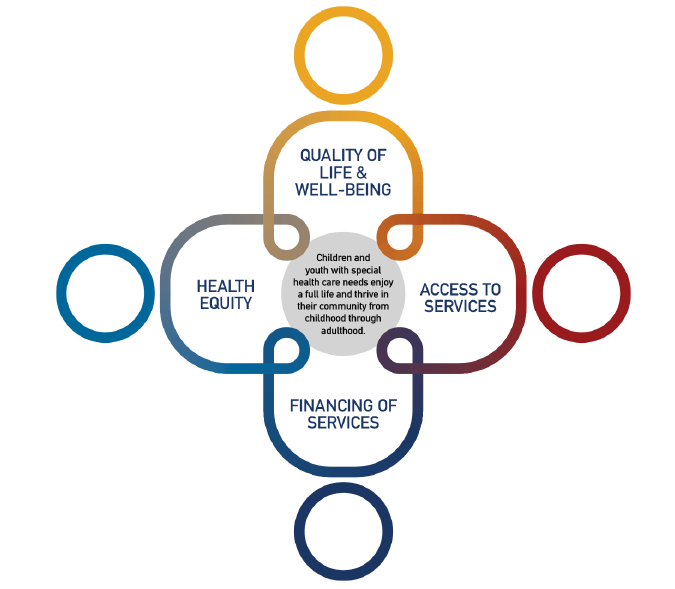 QUALITY OF
LIFE &
WELL-BEING
HEALTH
EQUITY
Children and
youth with special
health care needs enjoy
a full life and thrive in
their community from
childhood through
adulthood.
ACCESS TO
SERVICES
FINANCING OF
SERVICES